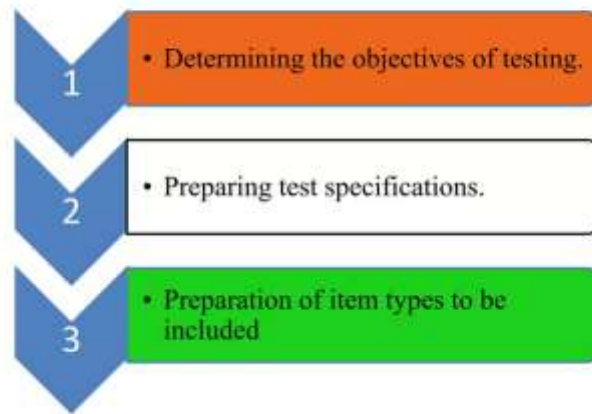 1
• Determining the objectives of testing.
2
• Preparing test specifications.
3
• Preparation of item types to be
included